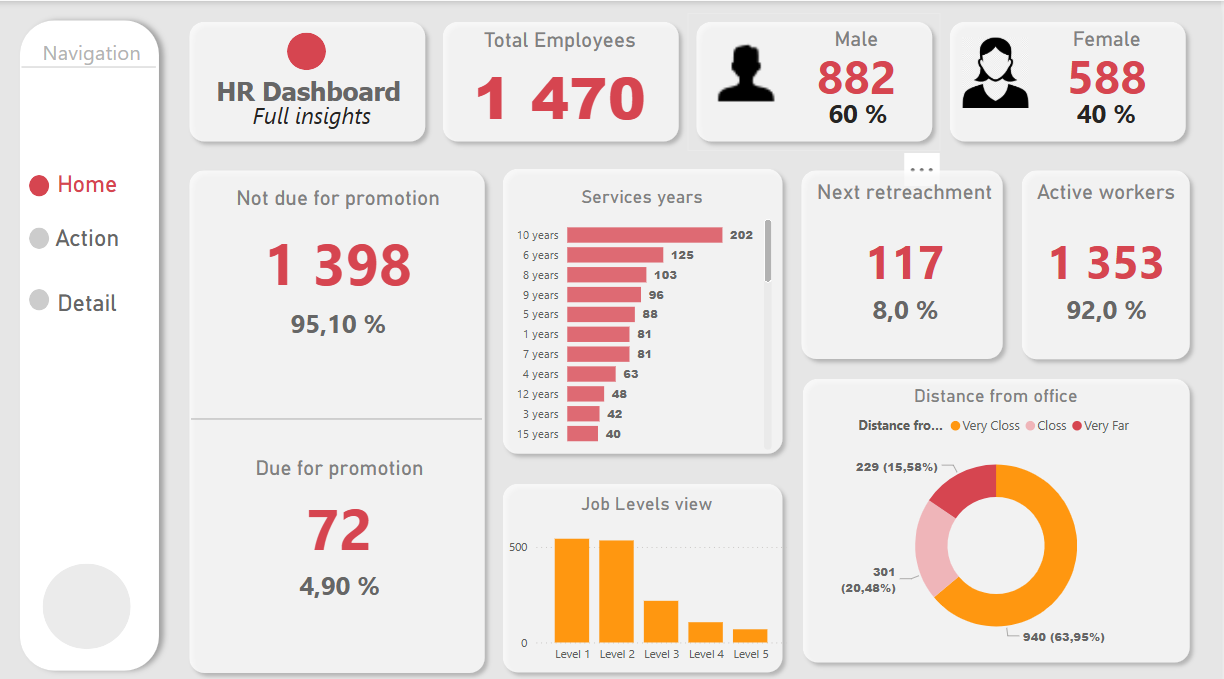 Navigation
Home
Action
Detail
HR Dashboard
Full insights
Total Employees
1 470
Male
882
60 %
Female
588
40 %
Not due for promotion
1 398
95,10 %
Due for promotion
72
4,90 %
Services years
10 years 202
6 years 125
8 years 103
9 years 96
5 years 88
1 years 81
7 years 81
4 years 63
12 years 48
3 years 42
15 years 40
Job Levels view
500
0
Level 1 Level 2 Level 3 Level 4 Level 5
...
Next retreachment
117
8,0 %
Active workers
1 353
92,0 %
Distance from office
Distance fro... Very Closs Closs Very Far
229 (15,58%)
301
(20,48%)
940 (63,95%)